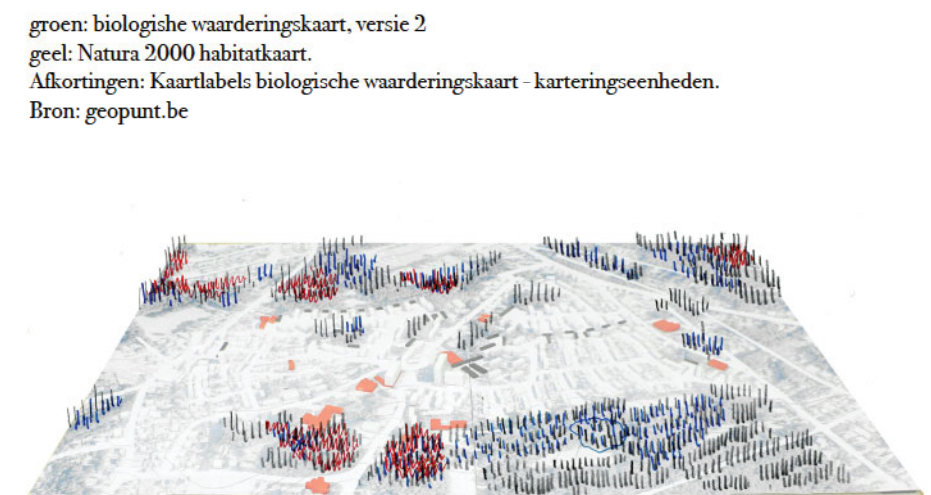 groen: biologishe waarderingskaart, versie 2
geel: Natura 2000 habitatkaart.
Afkortingen: Kaartlabels biologische waarderingskaart - karteringseenheden.
Bron: geopunt.be